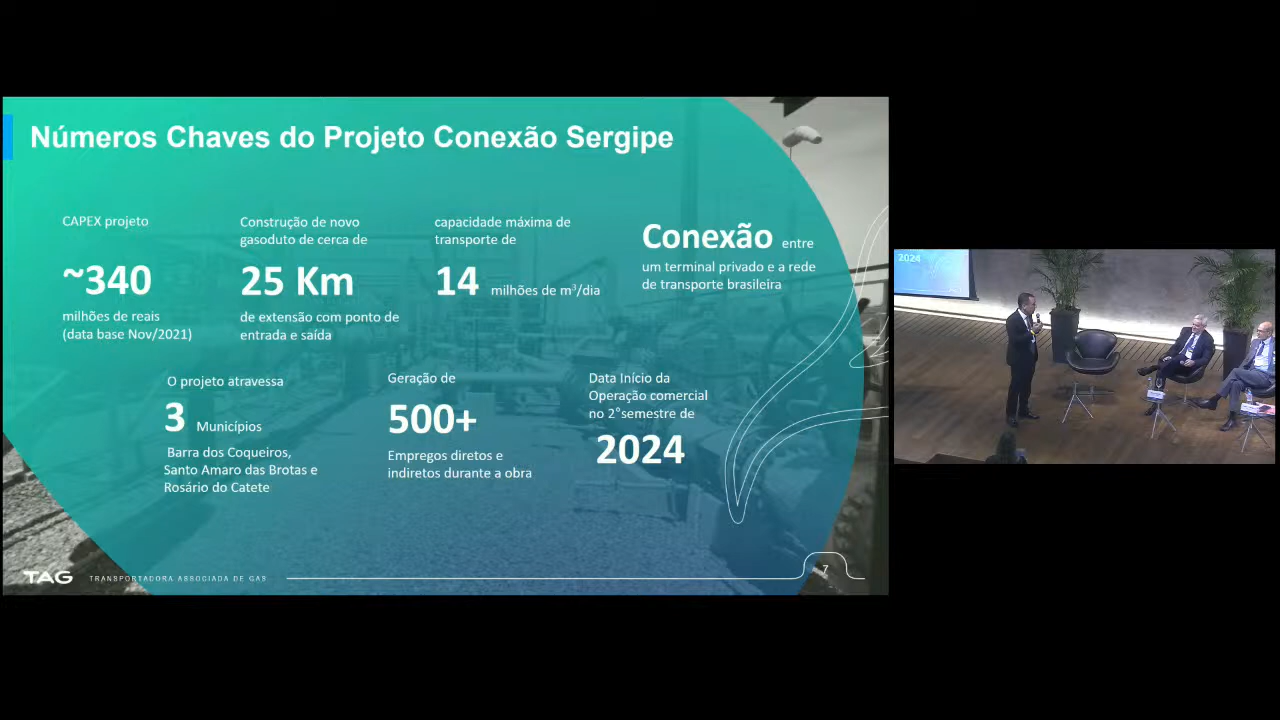 Números Chaves do Projeto Conexão Sergipe
CAPEX projeto
~340
milhões de reais
(data base Nov/2021)
Construção de novo
gasoduto de cerca de
25 Km
de extensão com ponto de
entrada e saída
capacidade máxima de
transporte de
14 milhões de m³/dia
Conexão entre
um terminal privado e a rede
de transporte brasileira
O projeto atravessa
3 Municípios
Barra dos Coqueiros,
Santo Amaro das Brotas e
Rosário do Catete
Geração de
500+
Empregos diretos e
indiretos durante a obra
Data Início da
Operação comercial
no 2°semestre de
2024
TAG TRANSPORTADORA ASSOCIADA DE GÁS
7
2024